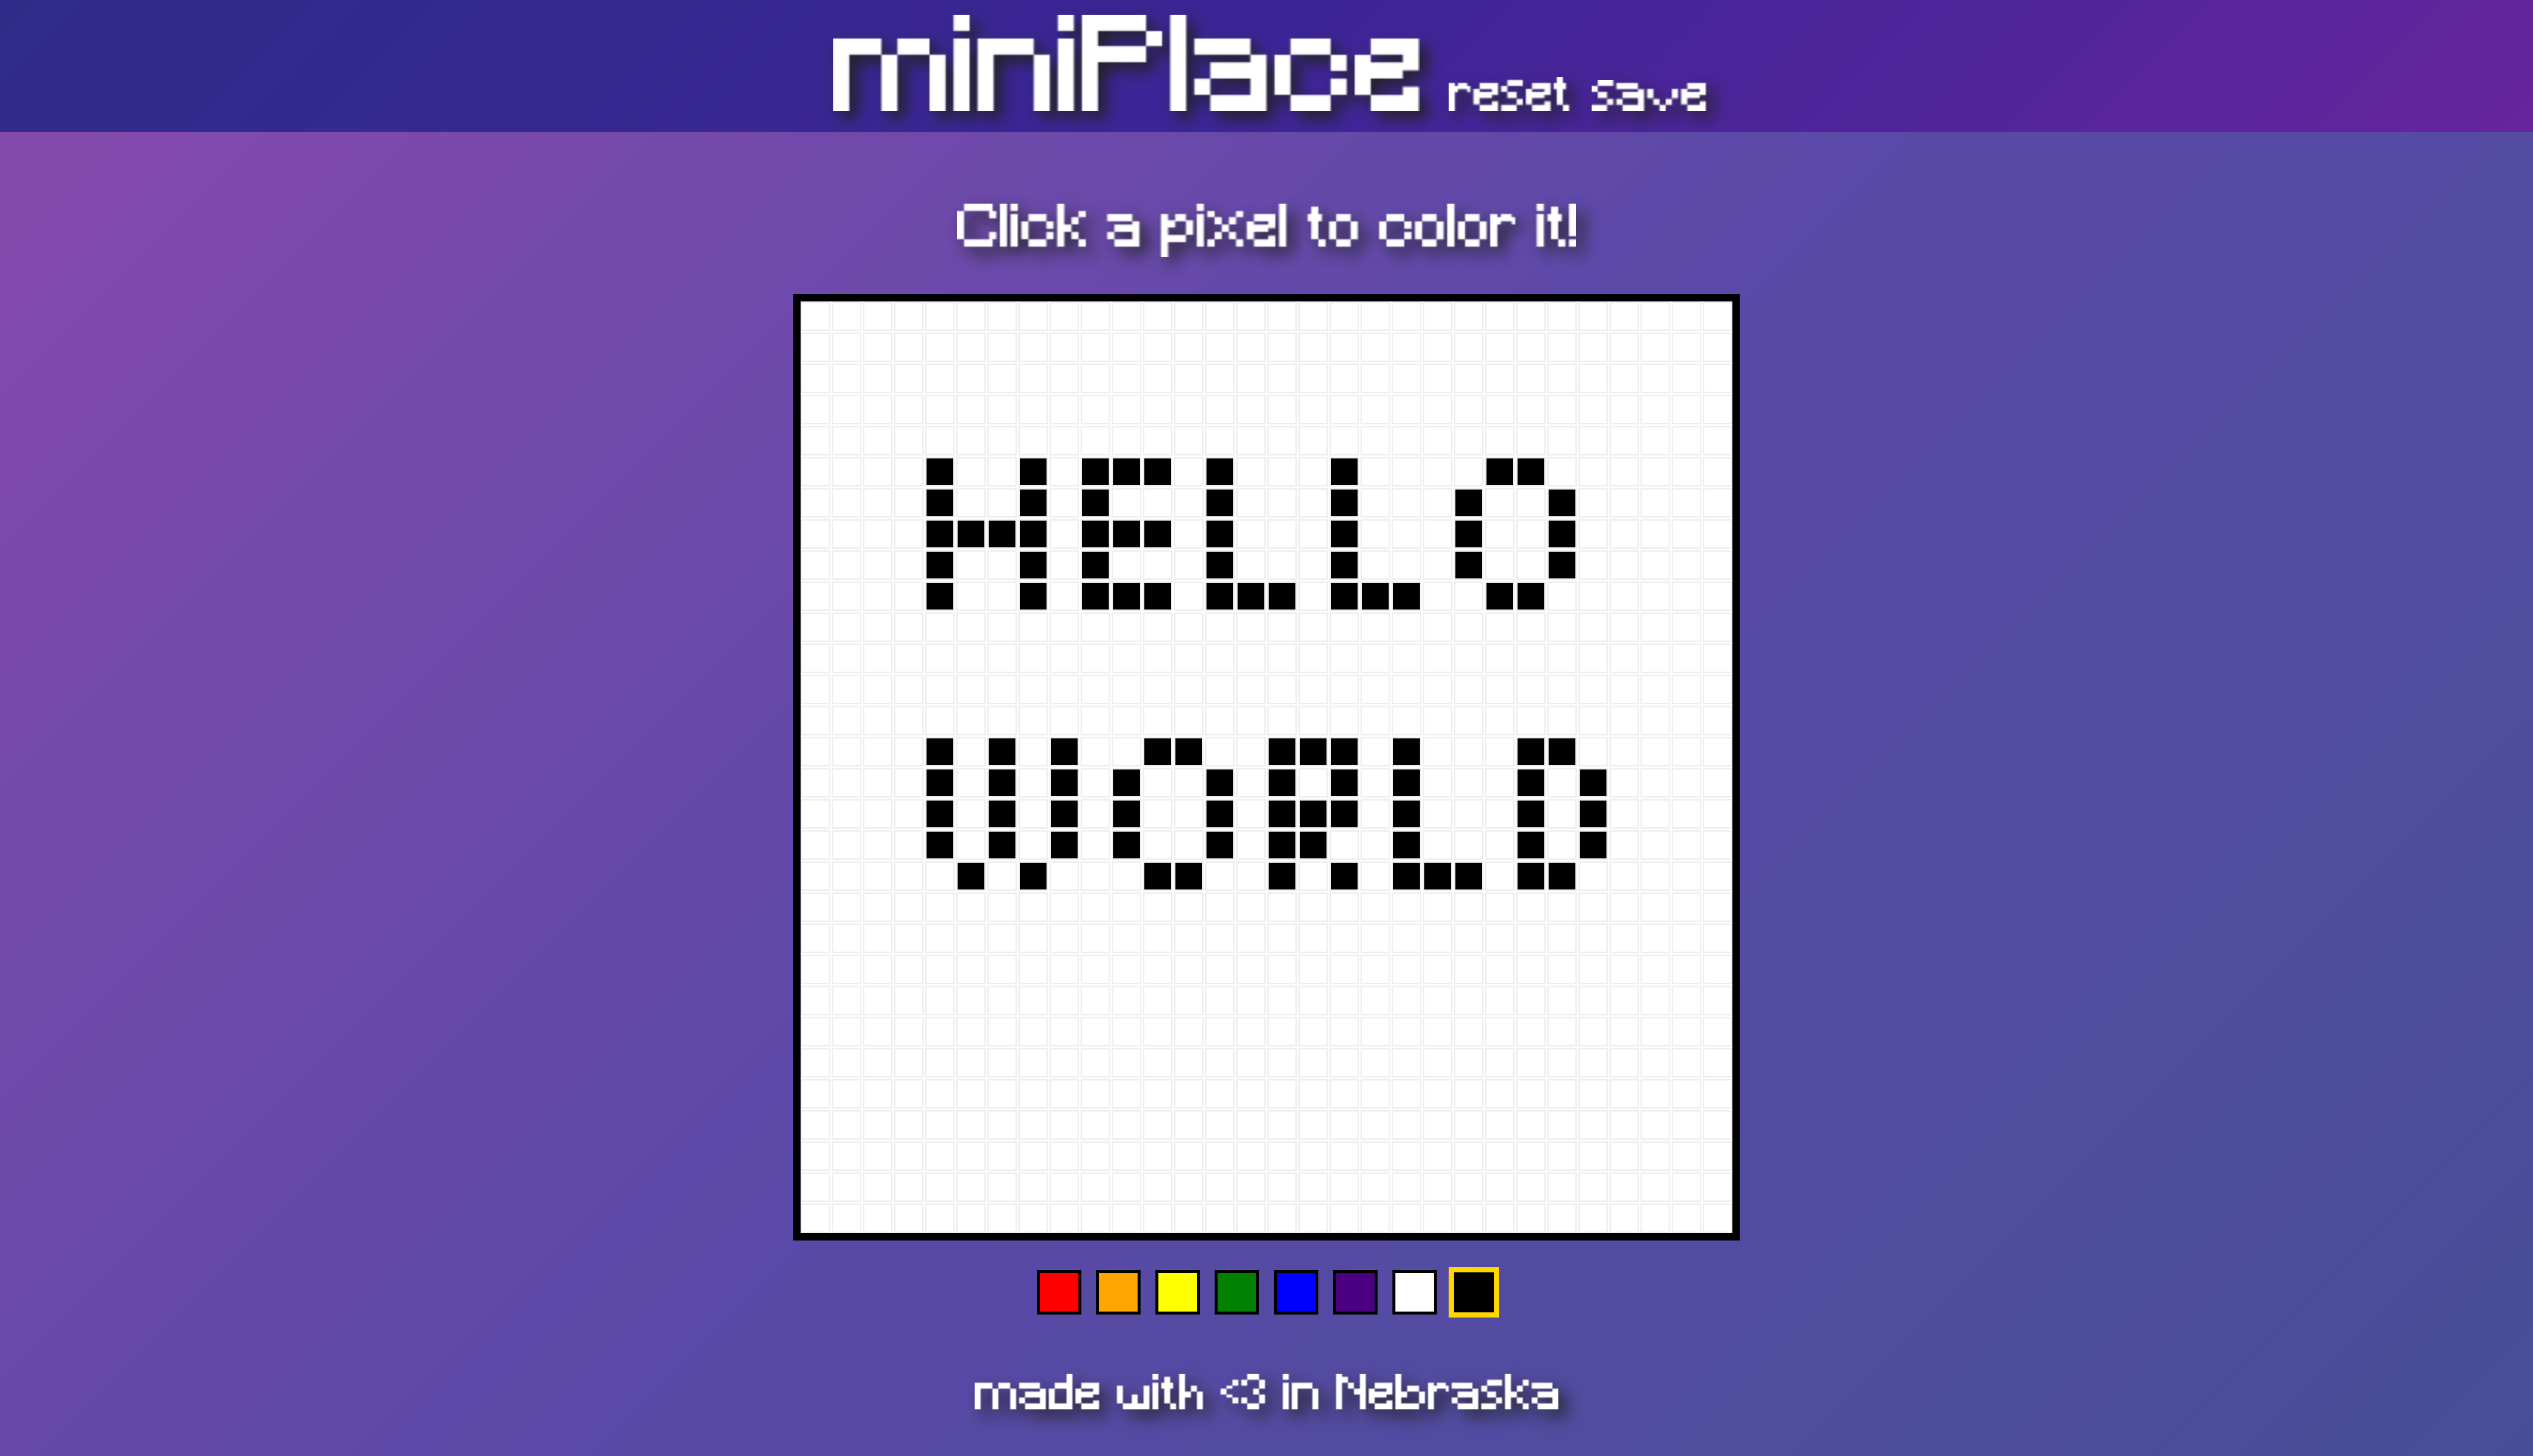 miniPlace reset save
Click a pixel to color it!
HELLO
WORLD
made with <3 in Nebraska